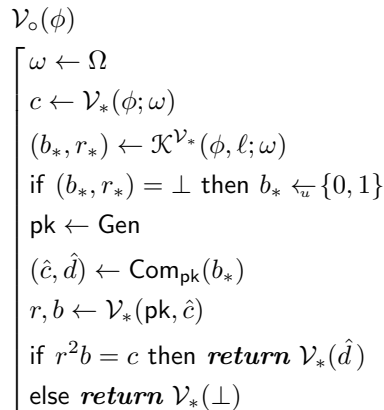 𝒱∘(ϕ)
ω ← Ω
c ← 𝒱∗(ϕ; ω)
(b∗, r∗) ← 𝒦^𝒱∗(ϕ, ℓ; ω)
if (b∗, r∗) = ⊥ then b∗ ←ᵤ {0, 1}
pk ← Gen
(ĉ, d̂) ← Com_pk(b∗)
r, b ← 𝒱∗(pk, ĉ)
if r²b = c then return 𝒱∗(d̂)
else return 𝒱∗(⊥)